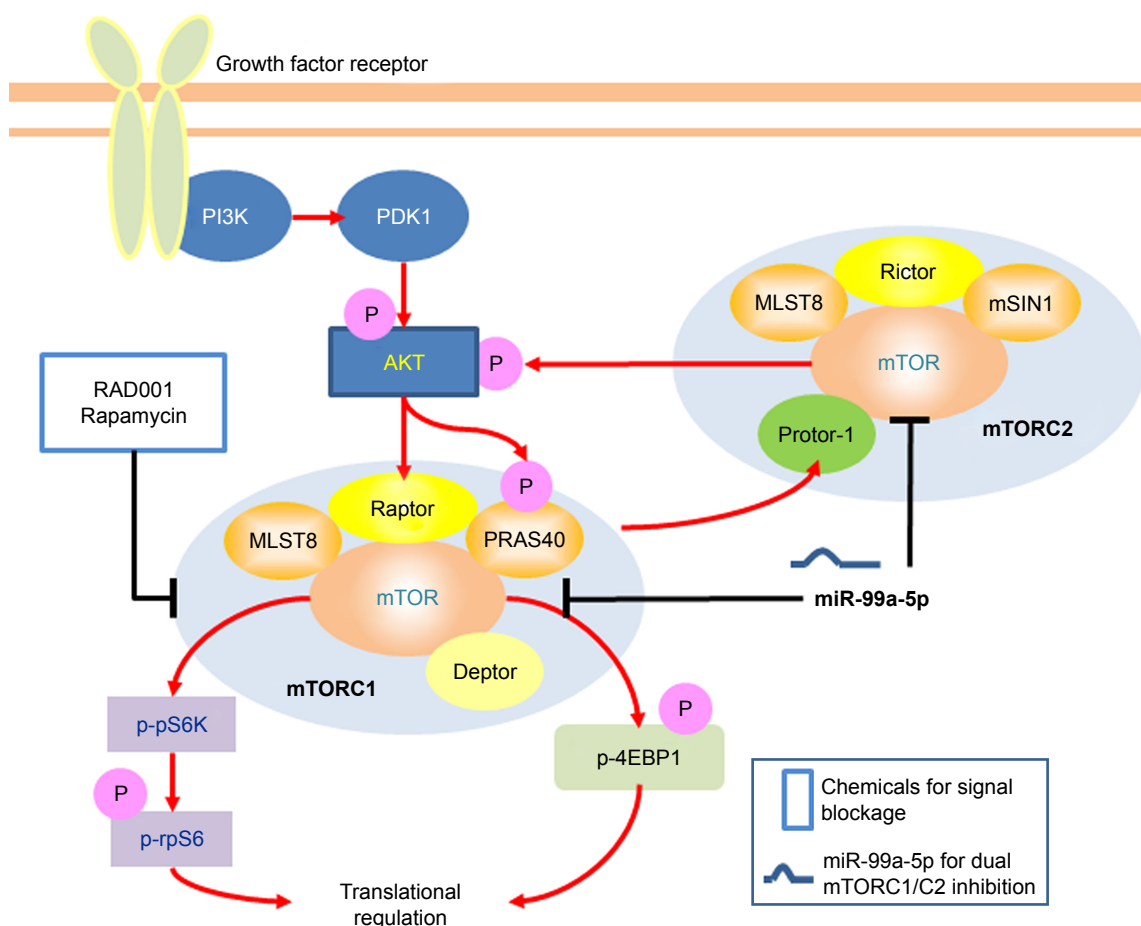 Growth factor receptor
PI3K
PDK1
P
AKT
P
Rictor
MLST8
mSIN1
mTOR
Protor-1
mTORC2
RAD001
Rapamycin
P
Raptor
MLST8
PRAS40
mTOR
Deptor
mTORC1
miR-99a-5p
p-pS6K
P
p-rpS6
P
p-4EBP1
Translational
regulation
Chemicals for signal
blockage
miR-99a-5p for dual
mTORC1/C2 inhibition